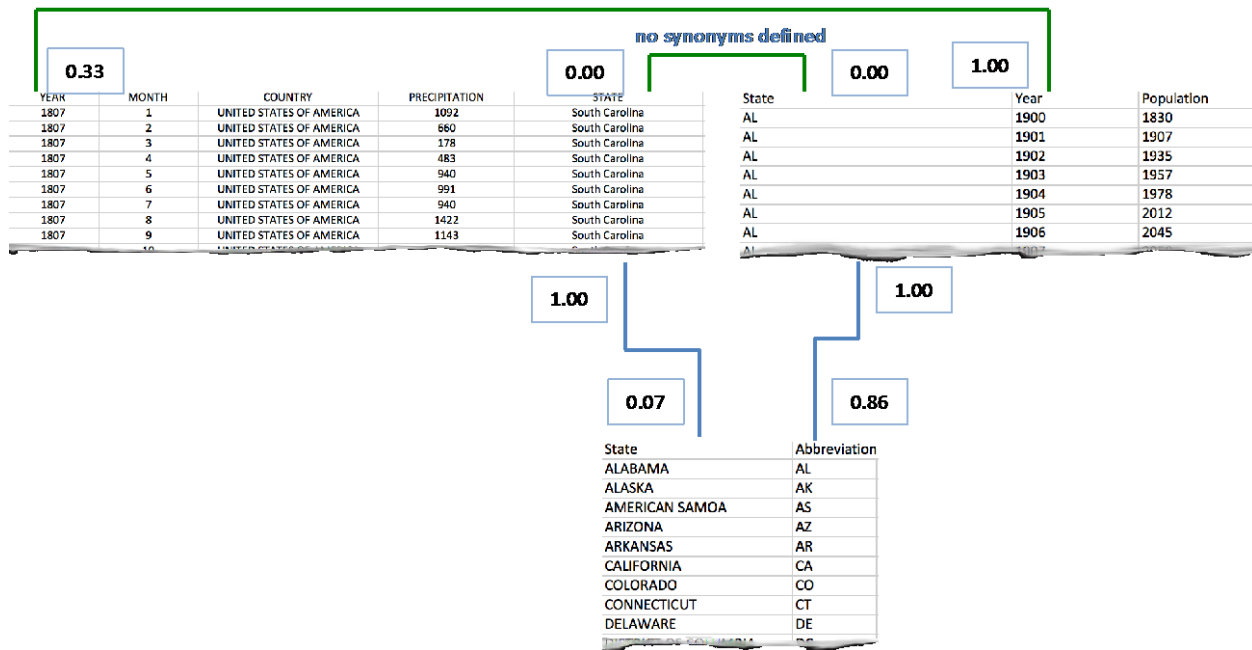 no synonyms defined
0.33 0.00 0.00 1.00
YEAR MONTH COUNTRY PRECIPITATION STATE
1807 1 UNITED STATES OF AMERICA 1092 South Carolina
1807 2 UNITED STATES OF AMERICA 660 South Carolina
1807 3 UNITED STATES OF AMERICA 178 South Carolina
1807 4 UNITED STATES OF AMERICA 483 South Carolina
1807 5 UNITED STATES OF AMERICA 940 South Carolina
1807 6 UNITED STATES OF AMERICA 991 South Carolina
1807 7 UNITED STATES OF AMERICA 940 South Carolina
1807 8 UNITED STATES OF AMERICA 1422 South Carolina
1807 9 UNITED STATES OF AMERICA 1143 South Carolina
State Year Population
AL 1900 1830
AL 1901 1907
AL 1902 1935
AL 1903 1957
AL 1904 1978
AL 1905 2012
AL 1906 2045
1.00 1.00
0.07 0.86
State Abbreviation
ALABAMA AL
ALASKA AK
AMERICAN SAMOA AS
ARIZONA AZ
ARKANSAS AR
CALIFORNIA CA
COLORADO CO
CONNECTICUT CT
DELAWARE DE